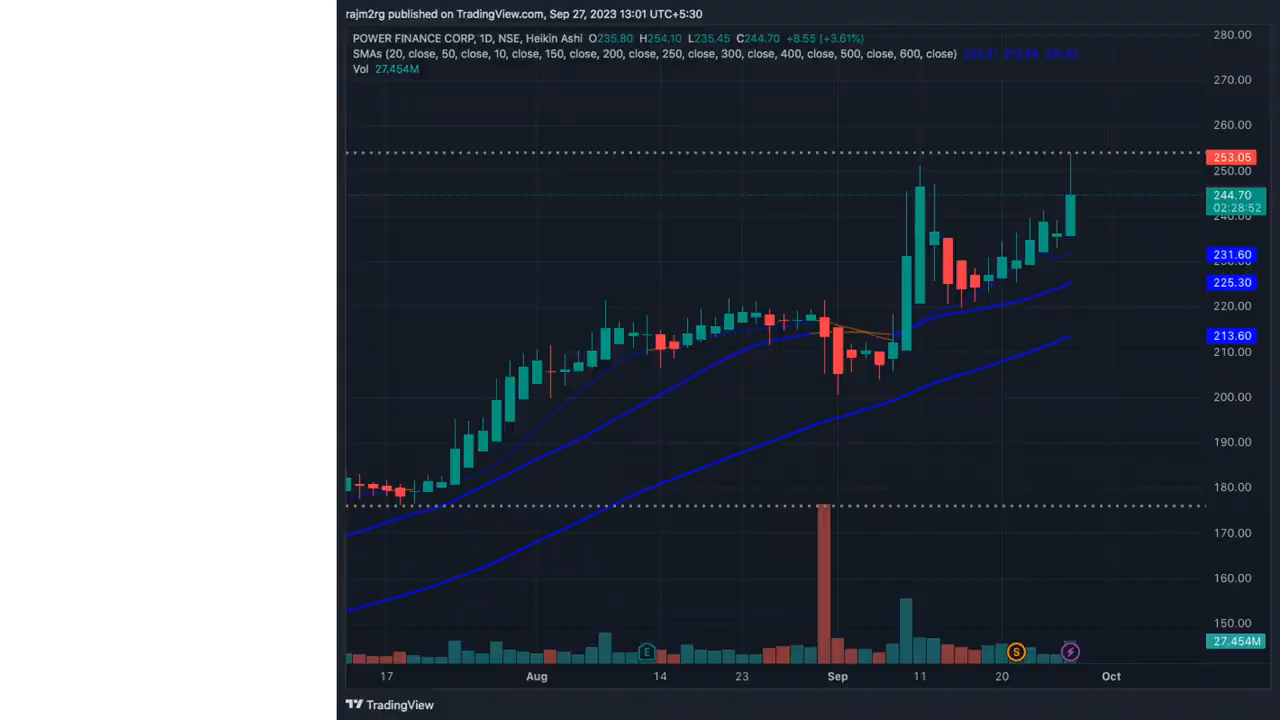 rajm2rg published on TradingView.com, Sep 27, 2023 13:01 UTC+5:30
POWER FINANCE CORP, 1D, NSE, Heikin Ashi O235.80 H254.10 L235.45 C244.70 +8.55 (+3.61%)
SMAs (20, close, 50, close, 10, close, 150, close, 200, close, 250, close, 300, close, 400, close, 500, close, 600, close)
Vol 27.454M
280.00
270.00
260.00
253.05
250.00
244.70
02:28:52
240.00
231.60
230.00
225.30
220.00
213.60
210.00
200.00
190.00
180.00
170.00
160.00
150.00
27.454M
E
S
17 Aug 14 23 Sep 11 20 Oct
TradingView